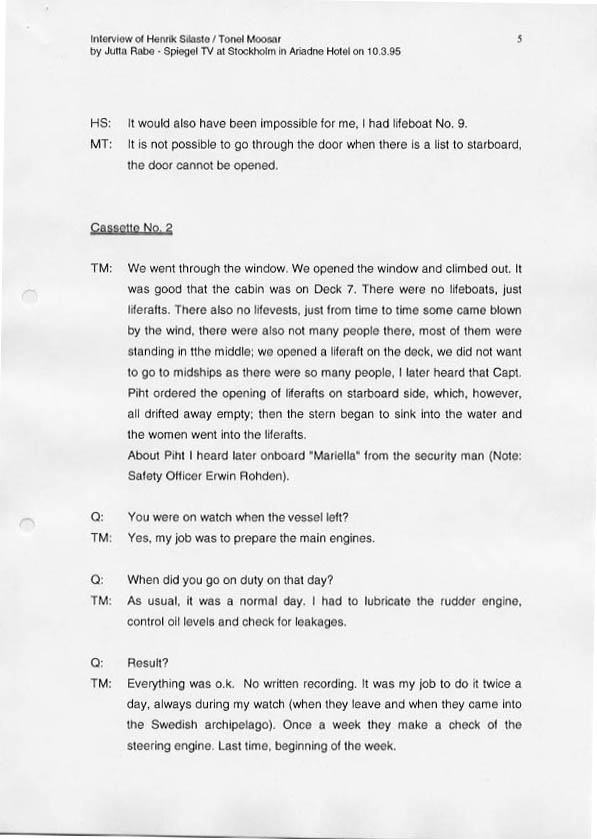 Interview of Henrik Silaste / Tonel Moosar
5
by Jutta Rabe - Spiegel TV at Stockholm in Ariadne Hotel on 10.3.95
HS: It would also have been impossible for me, I had lifeboat No. 9.
MT: It is not possible to go through the door when there is a list to starboard,
the door cannot be opened.
Cassette No. 2
TM: We went through the window. We opened the window and climbed out. It
was good that the cabin was on Deck 7. There were no lifeboats, just
liferafts. There also no lifevests, just from time to time some came blown
by the wind, there were also not many people there, most of them were
standing in tthe middle; we opened a liferaft on the deck, we did not want
to go to midships as there were so many people, I later heard that Capt.
Piht ordered the opening of liferafts on starboard side, which, however,
all drifted away empty; then the stern began to sink into the water and
the women went into the liferafts.
About Piht I heard later onboard "Mariella" from the security man (Note:
Safety Officer Erwin Rohden).
Q: You were on watch when the vessel left?
TM: Yes, my job was to prepare the main engines.
Q: When did you go on duty on that day?
TM: As usual, it was a normal day. I had to lubricate the rudder engine,
control oil levels and check for leakages.
Q: Result?
TM: Everything was o.k. No written recording. It was my job to do it twice a
day, always during my watch (when they leave and when they came into
the Swedish archipelago). Once a week they make a check of the
steering engine. Last time, beginning of the week.